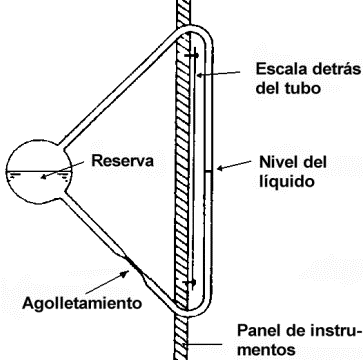 Escala detrás
del tubo
Reserva
Nivel del
líquido
Agolletamiento
Panel de instru-
mentos